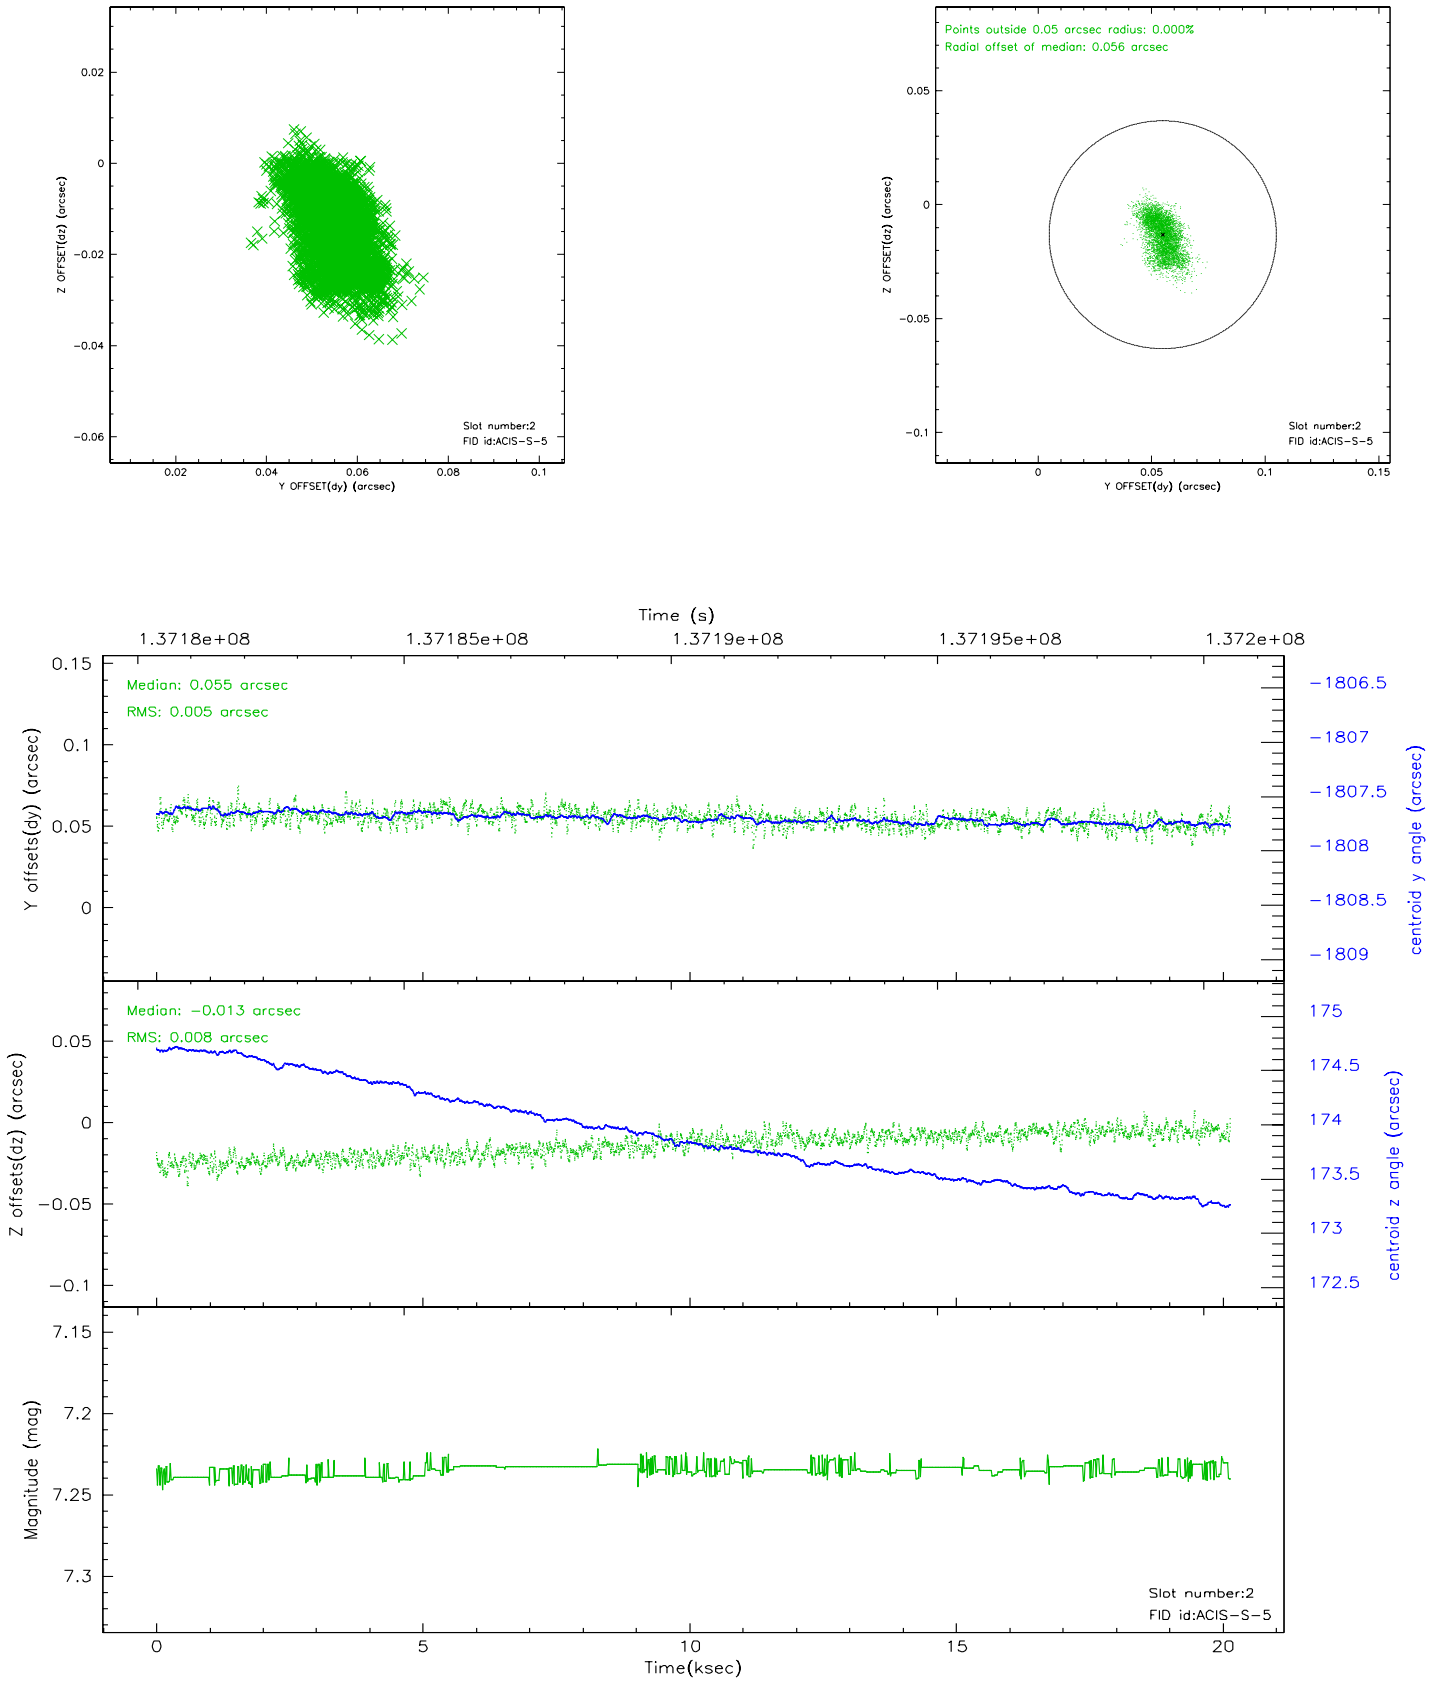 0.02
0
−0.02
−0.04
−0.06
Z OFFSET(dz) (arcsec)
Slot number:2
FID id:ACIS−S−5
0.02 0.04 0.06 0.08 0.1
Y OFFSET(dy) (arcsec)
Points outside 0.05 arcsec radius: 0.000%
Radial offset of median: 0.056 arcsec
0.05
0
−0.05
−0.1
Z OFFSET(dz) (arcsec)
Slot number:2
FID id:ACIS−S−5
0 0.05 0.1 0.15
Y OFFSET(dy) (arcsec)
Time (s)
1.3718e+08 1.37185e+08 1.3719e+08 1.37195e+08 1.372e+08
Median: 0.055 arcsec
RMS: 0.005 arcsec
0.15
0.1
0.05
0
Y offsets(dy) (arcsec)
−1806.5
−1807
−1807.5
−1808
−1808.5
−1809
centroid y angle (arcsec)
Median: −0.013 arcsec
RMS: 0.008 arcsec
0.05
0
−0.05
−0.1
Z offsets(dz) (arcsec)
175
174.5
174
173.5
173
172.5
centroid z angle (arcsec)
7.15
7.2
7.25
7.3
Magnitude (mag)
Slot number:2
FID id:ACIS−S−5
0 5 10 15 20
Time(ksec)